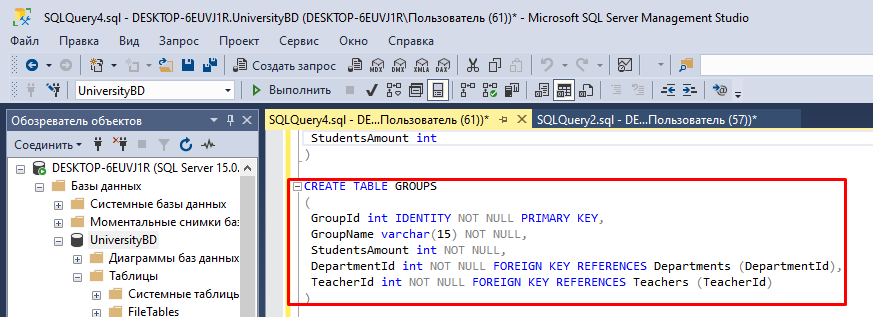 SQLQuery4.sql - DESKTOP-6EUVJ1R.UniversityBD (DESKTOP-6EUVJ1R\Пользователь (61))* - Microsoft SQL Server Management Studio
Файл Правка Вид Запрос Проект Сервис Окно Справка
Создать запрос MDX DMX XMLA DAX
UniversityBD Выполнить
Обозреватель объектов
SQLQuery4.sql - DE...Пользователь (61))* SQLQuery2.sql - DE...Пользователь (57))*
Соединить
DESKTOP-6EUVJ1R (SQL Server 15.0.
Базы данных
Системные базы данных
Моментальные снимки баз
UniversityBD
Диаграммы баз данных
Таблицы
Системные таблицы
FileTables
StudentsAmount int
)
CREATE TABLE GROUPS
(
GroupId int IDENTITY NOT NULL PRIMARY KEY,
GroupName varchar(15) NOT NULL,
StudentsAmount int NOT NULL,
DepartmentId int NOT NULL FOREIGN KEY REFERENCES Departments (DepartmentId),
TeacherId int NOT NULL FOREIGN KEY REFERENCES Teachers (TeacherId)
)